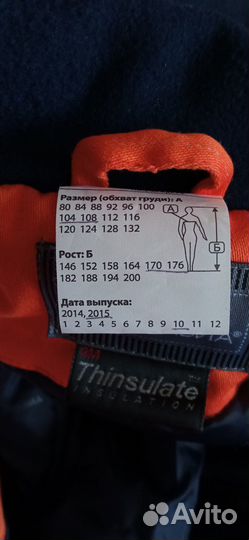 Размер (обхват груди): А
80 84 88 92 96 100
104 108 112 116
120 124 128 132
А
Б
Рост: Б
146 152 158 164 170 176
182 188 194 200
Дата выпуска:
2014, 2015
1 2 3 4 5 6 7 8 9 10 11 12
3M
Thinsulate
INSULATION
Avito